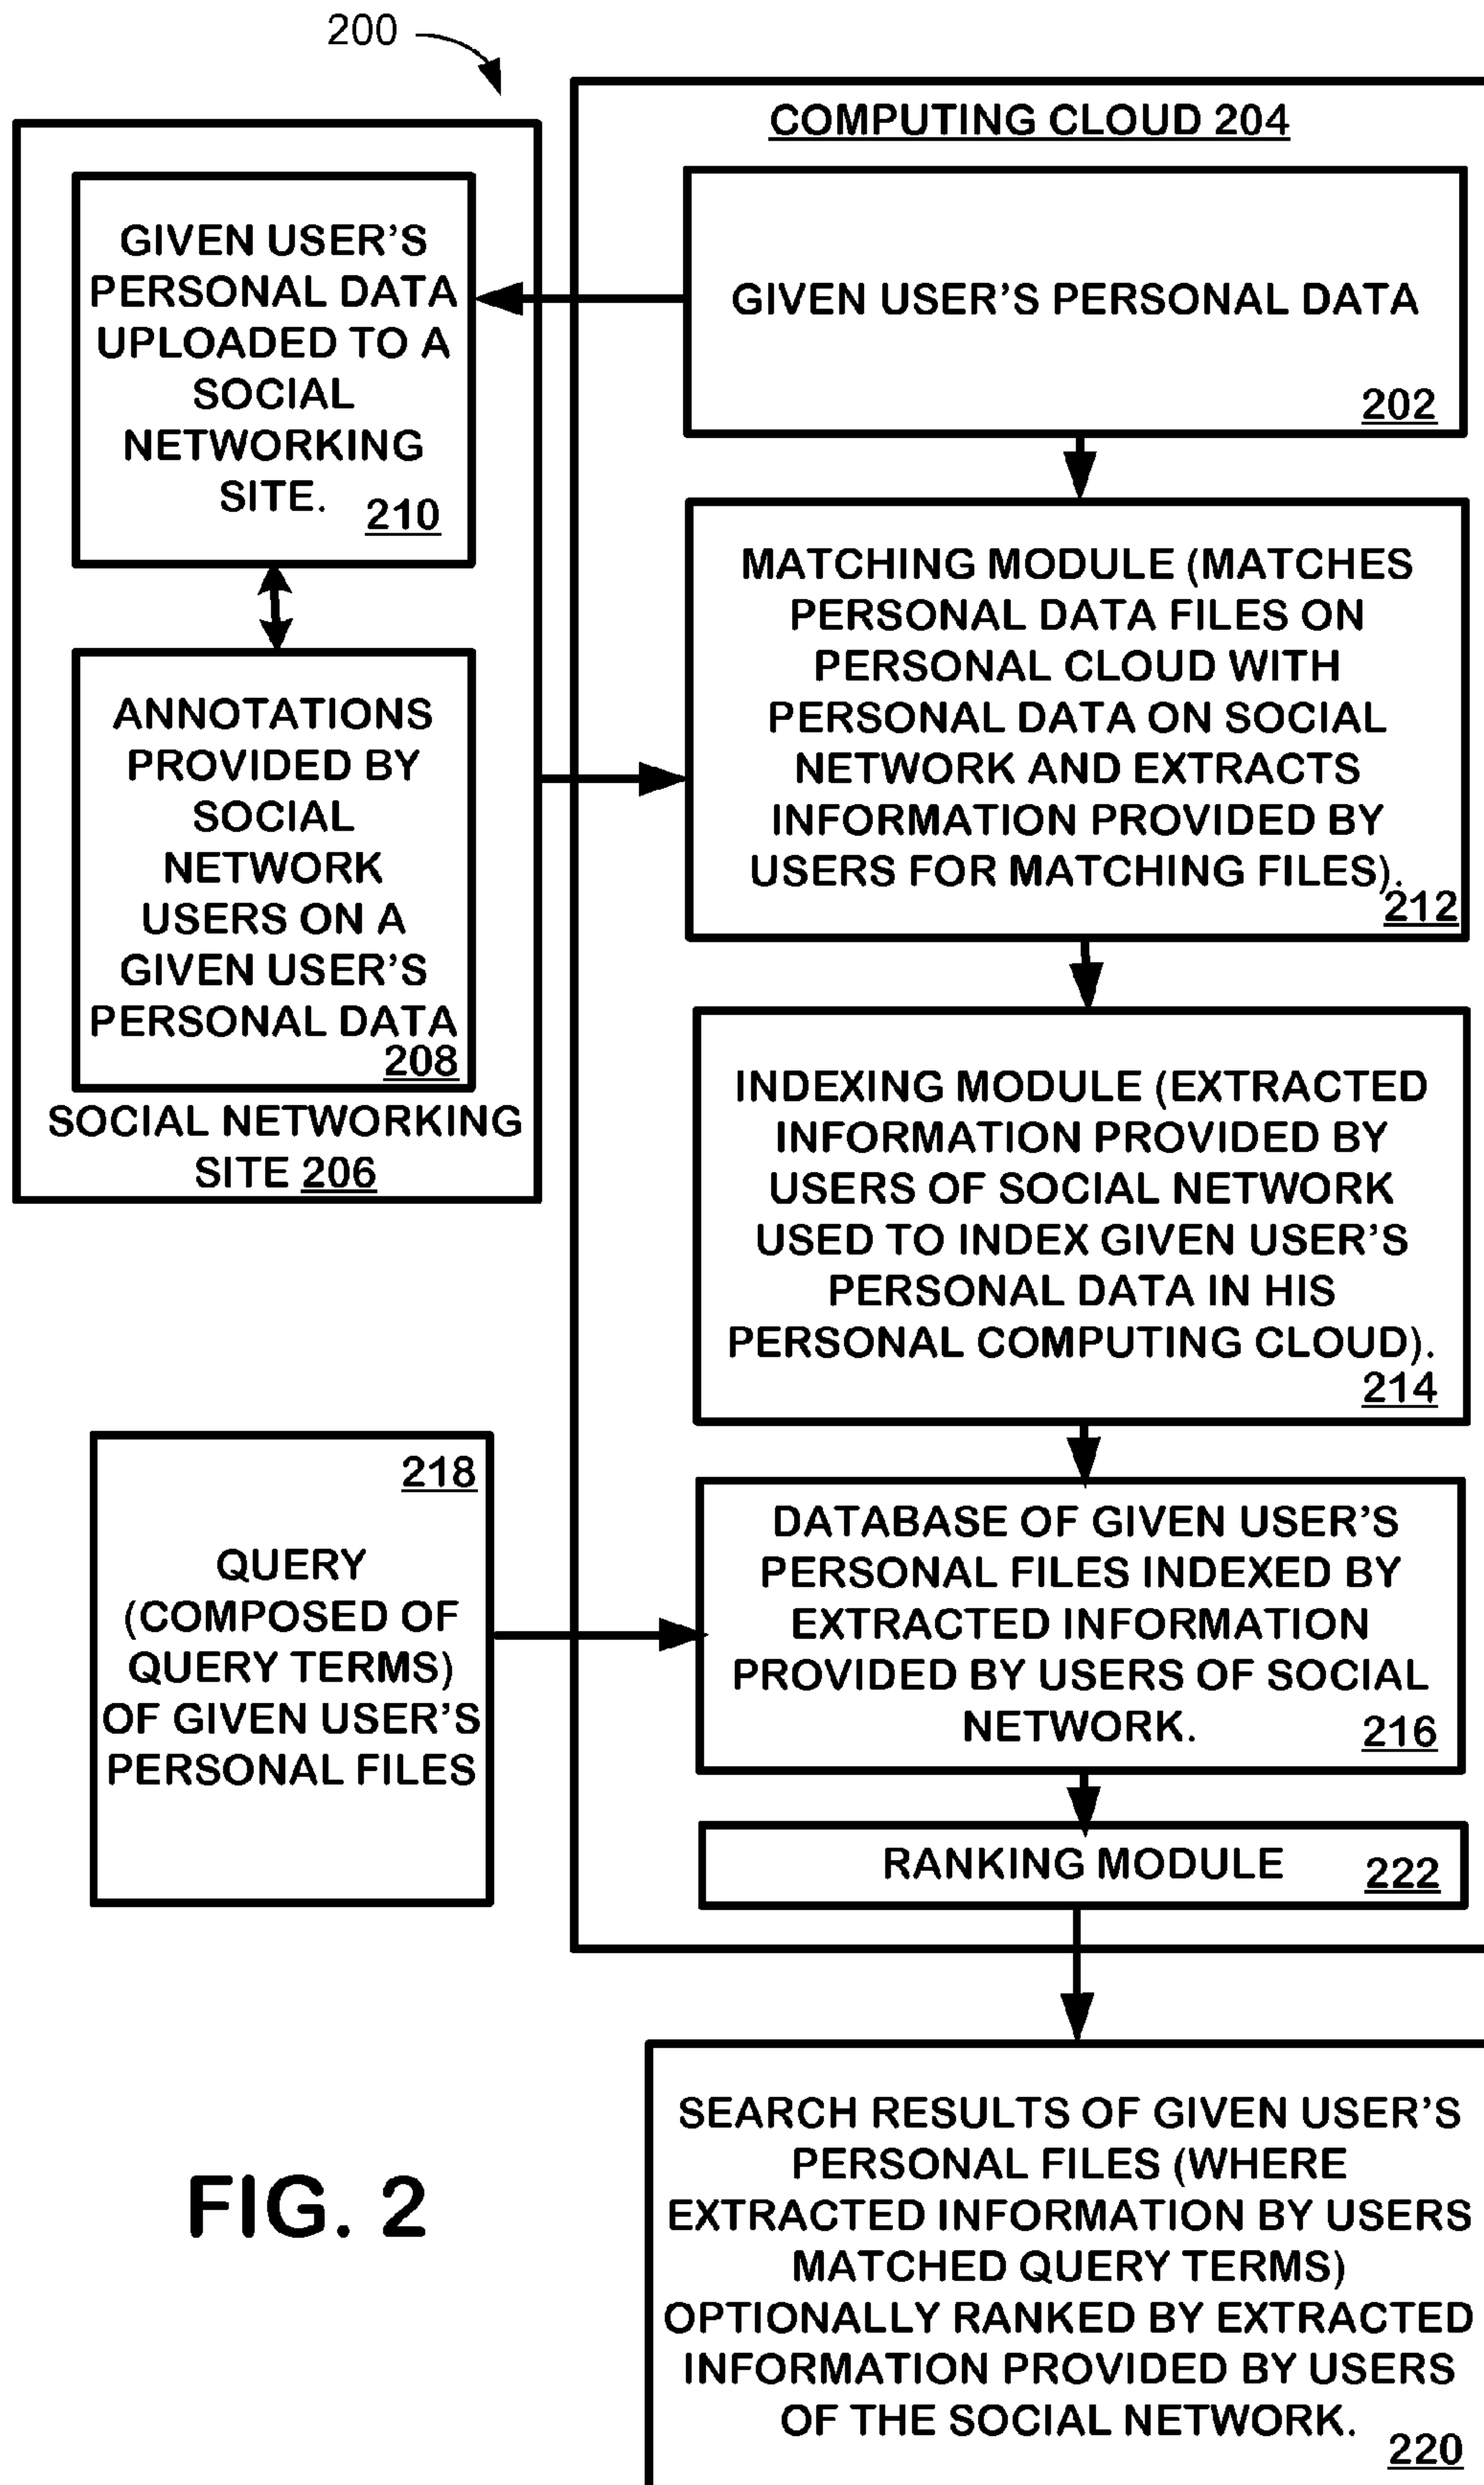 200
COMPUTING CLOUD 204
GIVEN USER'S
PERSONAL DATA
UPLOADED TO A
SOCIAL
NETWORKING
SITE.
210
GIVEN USER'S PERSONAL DATA
202
ANNOTATIONS
PROVIDED BY
SOCIAL
NETWORK
USERS ON A
GIVEN USER'S
PERSONAL DATA
208
SOCIAL NETWORKING
SITE 206
MATCHING MODULE (MATCHES
PERSONAL DATA FILES ON
PERSONAL CLOUD WITH
PERSONAL DATA ON SOCIAL
NETWORK AND EXTRACTS
INFORMATION PROVIDED BY
USERS FOR MATCHING FILES).
212
INDEXING MODULE (EXTRACTED
INFORMATION PROVIDED BY
USERS OF SOCIAL NETWORK
USED TO INDEX GIVEN USER'S
PERSONAL DATA IN HIS
PERSONAL COMPUTING CLOUD).
214
218
QUERY
(COMPOSED OF
QUERY TERMS)
OF GIVEN USER'S
PERSONAL FILES
DATABASE OF GIVEN USER'S
PERSONAL FILES INDEXED BY
EXTRACTED INFORMATION
PROVIDED BY USERS OF SOCIAL
NETWORK.
216
RANKING MODULE
222
SEARCH RESULTS OF GIVEN USER'S
PERSONAL FILES (WHERE
EXTRACTED INFORMATION BY USERS
MATCHED QUERY TERMS)
OPTIONALLY RANKED BY EXTRACTED
INFORMATION PROVIDED BY USERS
OF THE SOCIAL NETWORK.
220
FIG. 2